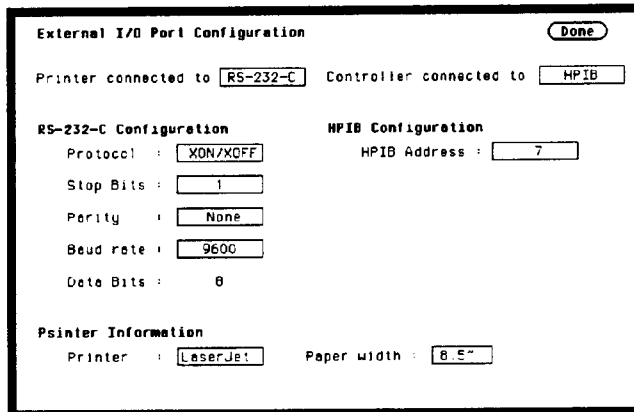 External I/O Port Configuration Done
Printer connected to RS-232-C Controller connected to HPIB
RS-232-C Configuration HPIB Configuration
Protocol : XON/XOFF HPIB Address : 7
Stop Bits : 1
Parity : None
Baud rate : 9600
Data Bits : 8
Psinter Information
Printer : LaserJet Paper width : 8.5"